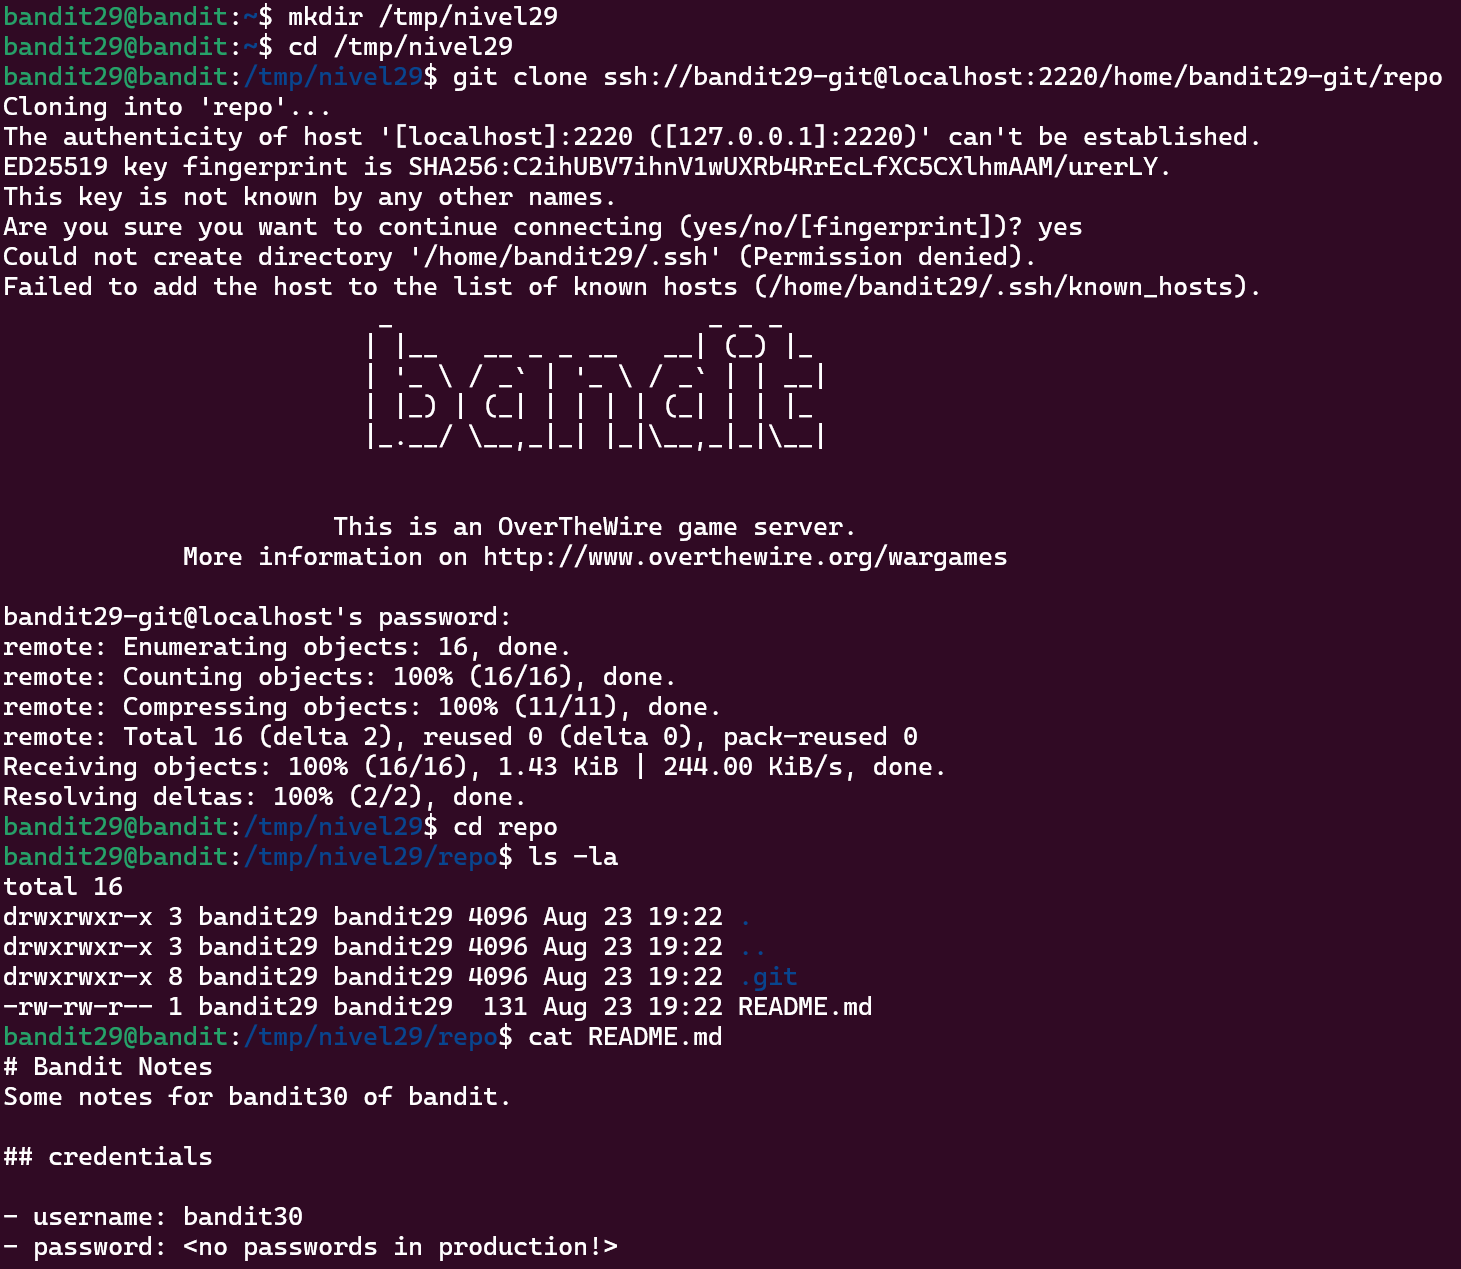 bandit29@bandit:~$ mkdir /tmp/nivel29
bandit29@bandit:~$ cd /tmp/nivel29
bandit29@bandit:/tmp/nivel29$ git clone ssh://bandit29-git@localhost:2220/home/bandit29-git/repo
Cloning into 'repo'...
The authenticity of host '[localhost]:2220 ([127.0.0.1]:2220)' can't be established.
ED25519 key fingerprint is SHA256:C2ihUBV7ihnV1wUXRb4RrEcLfXC5CXlhmAAM/urerLY.
This key is not known by any other names.
Are you sure you want to continue connecting (yes/no/[fingerprint])? yes
Could not create directory '/home/bandit29/.ssh' (Permission denied).
Failed to add the host to the list of known hosts (/home/bandit29/.ssh/known_hosts).
bandit
This is an OverTheWire game server.
More information on http://www.overthewire.org/wargames
bandit29-git@localhost's password:
remote: Enumerating objects: 16, done.
remote: Counting objects: 100% (16/16), done.
remote: Compressing objects: 100% (11/11), done.
remote: Total 16 (delta 2), reused 0 (delta 0), pack-reused 0
Receiving objects: 100% (16/16), 1.43 KiB | 244.00 KiB/s, done.
Resolving deltas: 100% (2/2), done.
bandit29@bandit:/tmp/nivel29$ cd repo
bandit29@bandit:/tmp/nivel29/repo$ ls -la
total 16
drwxrwxr-x 3 bandit29 bandit29 4096 Aug 23 19:22 .
drwxrwxr-x 3 bandit29 bandit29 4096 Aug 23 19:22 ..
drwxrwxr-x 8 bandit29 bandit29 4096 Aug 23 19:22 .git
-rw-rw-r-- 1 bandit29 bandit29  131 Aug 23 19:22 README.md
bandit29@bandit:/tmp/nivel29/repo$ cat README.md
# Bandit Notes
Some notes for bandit30 of bandit.
## credentials
- username: bandit30
- password: <no passwords in production!>